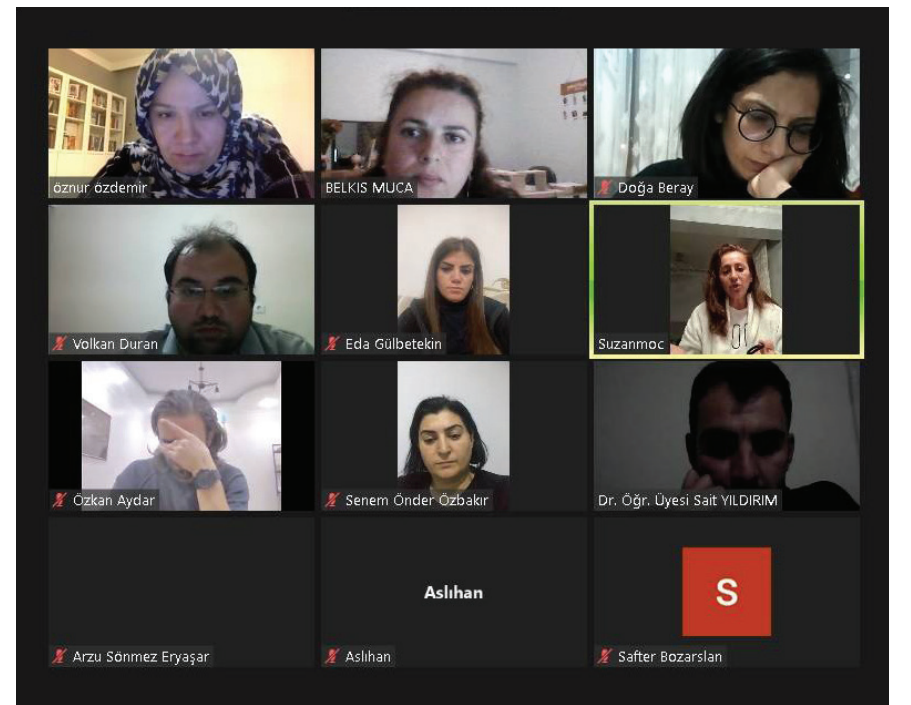 öznur özdemir
BELKIS MUCA
Doğa Beray
Volkan Duran
Eda Gülbetekin
Suzanmoc
Özkan Aydar
Senem Önder Özbakır
Dr. Öğr. Üyesi Sait YILDIRIM
Arzu Sönmez Eryaşar
Aslıhan
Aslıhan
S
Safter Bozarslan